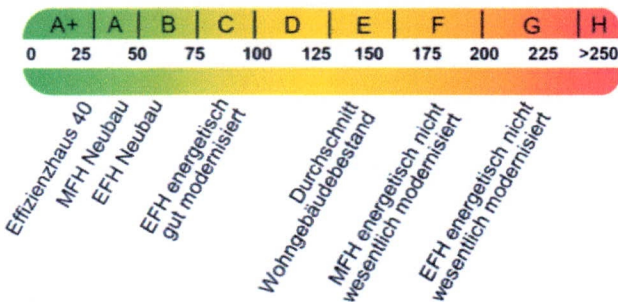 A+ A B C D E F G H
0 25 50 75 100 125 150 175 200 225 >250
Effizienzhaus 40
MFH Neubau
EFH Neubau
EFH energetisch
gut modernisiert
Durchschnitt
Wohngebäudebestand
MFH energetisch nicht
wesentlich modernisiert
EFH energetisch nicht
wesentlich modernisiert